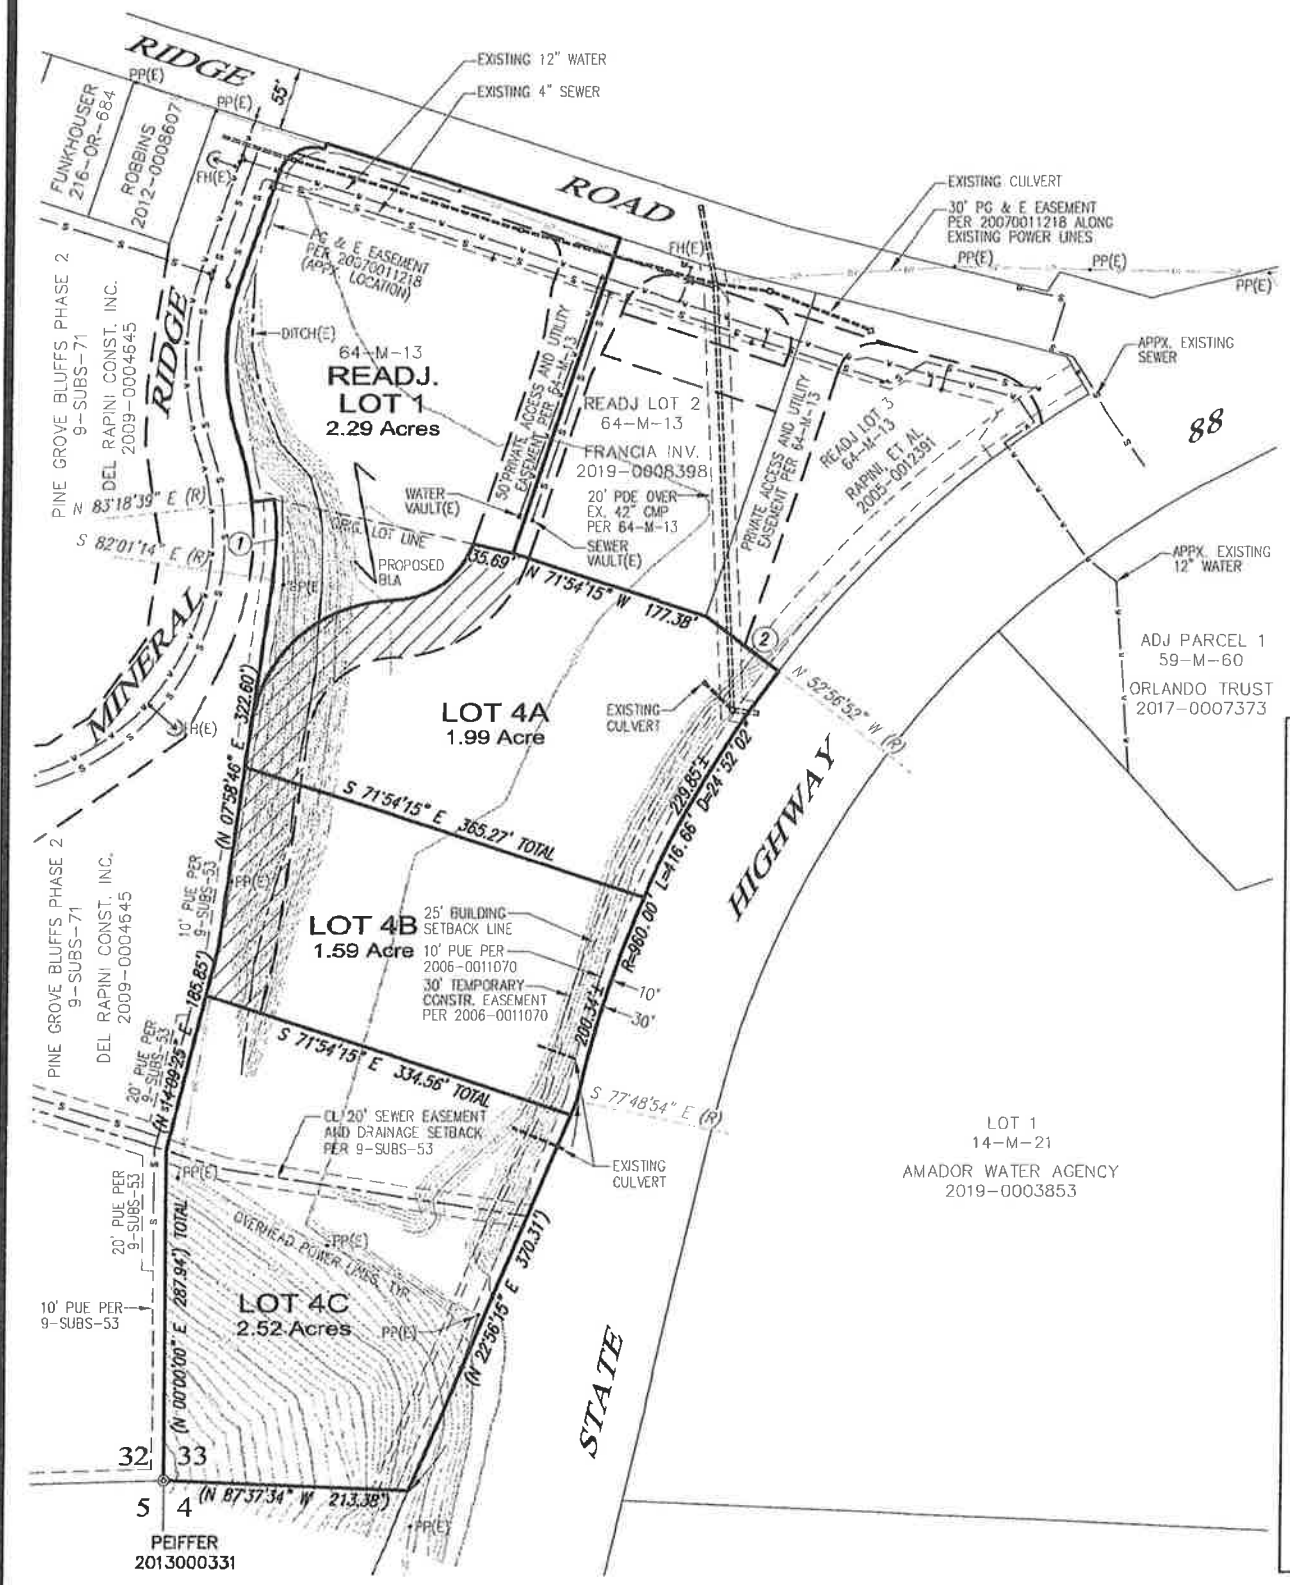 RIDGE
ROAD
EXISTING 12" WATER
EXISTING 4" SEWER
55'
PP(E)
PP(E)
FUNKHOUSER
216-OR-684
ROBBINS
2012-0008607
FH(E)
EXISTING CULVERT
30' PG & E EASEMENT
PER 20070011218 ALONG
EXISTING POWER LINES
PP(E)
PP(E)
PP(E)
FH(E)
PG & E EASEMENT
PER 20070011218
(APPX. LOCATION)
DITCH(E)
64-M-13
READJ.
LOT 1
2.29 Acres
PINE GROVE BLUFFS PHASE 2
9-SUBS-71
DEL RAPINI CONST. INC.
2009-0004645
RIDGE
MINERAL
50' PRIVATE ACCESS AND UTILITY
EASEMENT PER 64-M-13
READJ LOT 2
64-M-13
FRANCIA INV.
2019-0008398
20' PDE OVER
EX. 42" CMP
PER 64-M-13
PRIVATE ACCESS AND UTILITY
EASEMENT PER 64-M-13
READJ LOT 3
64-M-13
RAPINI ET AL
2005-0012391
APPX. EXISTING
SEWER
88
N 83°18'39" E (R)
S 82°01'14" E (R)
1
WATER
VAULT(E)
SEWER
VAULT(E)
ORIG. LOT LINE
PROPOSED
BLA
PP(E)
35.69'
N 71°54'15" W 177.38'
2
APPX. EXISTING
12" WATER
ADJ PARCEL 1
59-M-60
ORLANDO TRUST
2017-0007373
N 52°56'52" W (R)
LOT 4A
1.99 Acre
EXISTING
CULVERT
(N 07°58'46" E 322.60')
S 71°54'15" E 365.27' TOTAL
229.85'±
R=960.00' L=416.66' D=24°52'02"
HIGHWAY
PINE GROVE BLUFFS PHASE 2
9-SUBS-71
DEL RAPINI CONST. INC.
2009-0004645
10' PUE PER
9-SUBS-53
PP(E)
LOT 4B
1.59 Acre
25' BUILDING
SETBACK LINE
10' PUE PER
2006-0011070
30' TEMPORARY
CONSTR. EASEMENT
PER 2006-0011070
10'
30'
200.34'±
S 71°54'15" E 334.56' TOTAL
(N 14°09'25" E 185.85')
20' PUE PER
9-SUBS-53
CL 20' SEWER EASEMENT
AND DRAINAGE SETBACK
PER 9-SUBS-53
S 77°48'54" E (R)
EXISTING
CULVERT
LOT 1
14-M-21
AMADOR WATER AGENCY
2019-0003853
PP(E)
20' PUE PER
9-SUBS-53
OVERHEAD POWER LINES, TYP.
PP(E)
LOT 4C
2.52 Acres
PP(E)
10' PUE PER
9-SUBS-53
(N 00°00'00" E 287.94') TOTAL
(N 22°56'15" E 370.31')
STATE
32
33
5
4
(N 87°37'34" W 213.38')
PP(E)
PEIFFER
2013000331